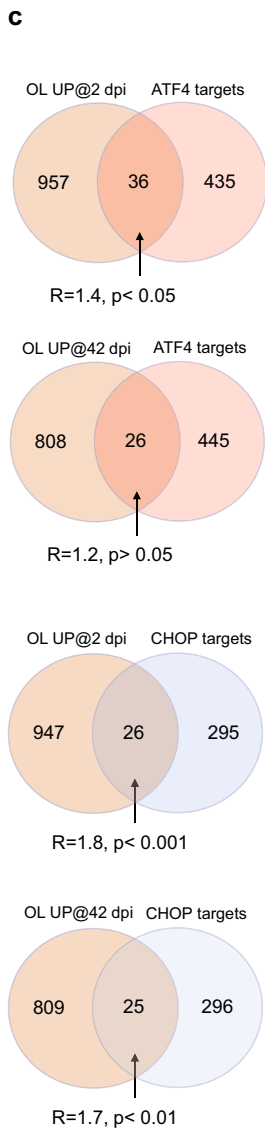 c
OL UP@2 dpi ATF4 targets
957 36 435
R=1.4, p< 0.05
OL UP@42 dpi ATF4 targets
808 26 445
R=1.2, p> 0.05
OL UP@2 dpi CHOP targets
947 26 295
R=1.8, p< 0.001
OL UP@42 dpi CHOP targets
809 25 296
R=1.7, p< 0.01